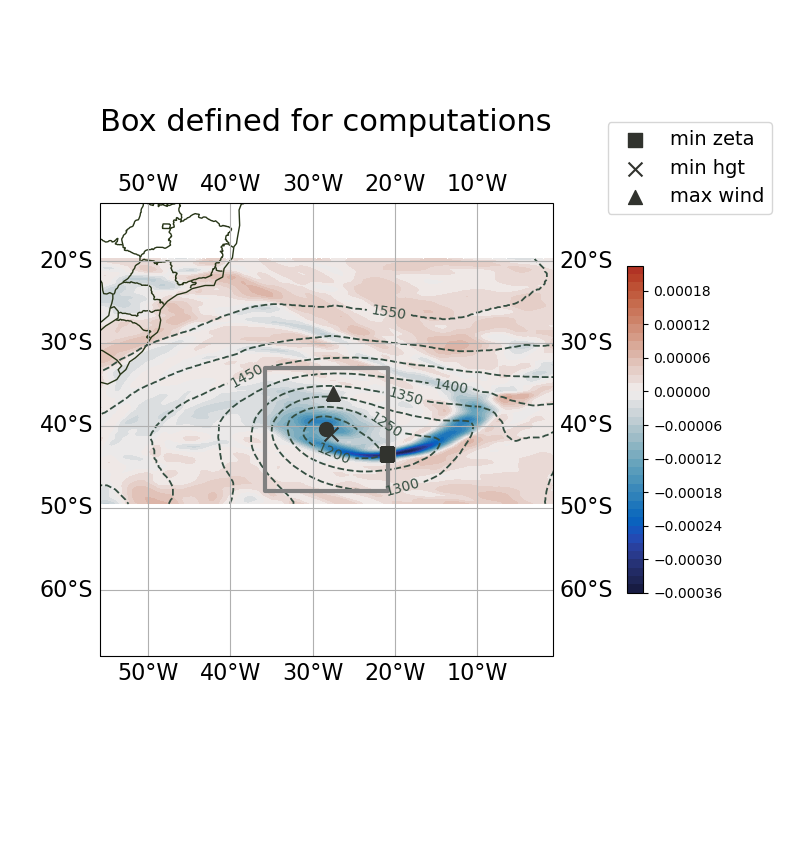 Box defined for computations
min zeta
min hgt
max wind
50°W 40°W 30°W 20°W 10°W
20°S 20°S
30°S 30°S
40°S 40°S
50°S 50°S
60°S 60°S
50°W 40°W 30°W 20°W 10°W
1550
1450
1400
1350
1250
1200
1300
0.00018
0.00012
0.00006
0.00000
−0.00006
−0.00012
−0.00018
−0.00024
−0.00030
−0.00036